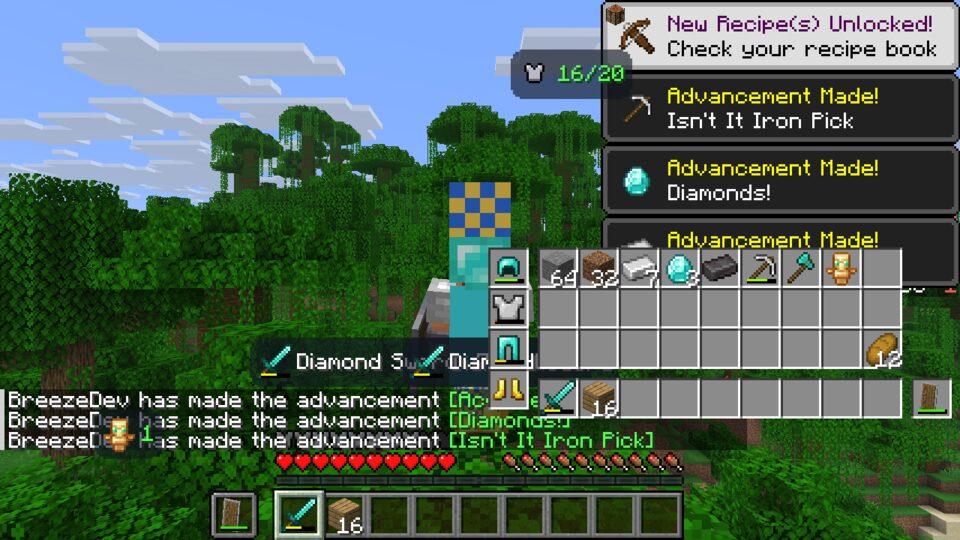 New Recipe(s) Unlocked!
Check your recipe book
16/20
Advancement Made!
Isn't It Iron Pick
Advancement Made!
Diamonds!
Advancement Made!
64 32 7 3
12
16
Diamond
BreezeDev has made the advancement
BreezeDev has made the advancement [Diamonds!]
has made the advancement [Isn't It Iron Pick]
1
16